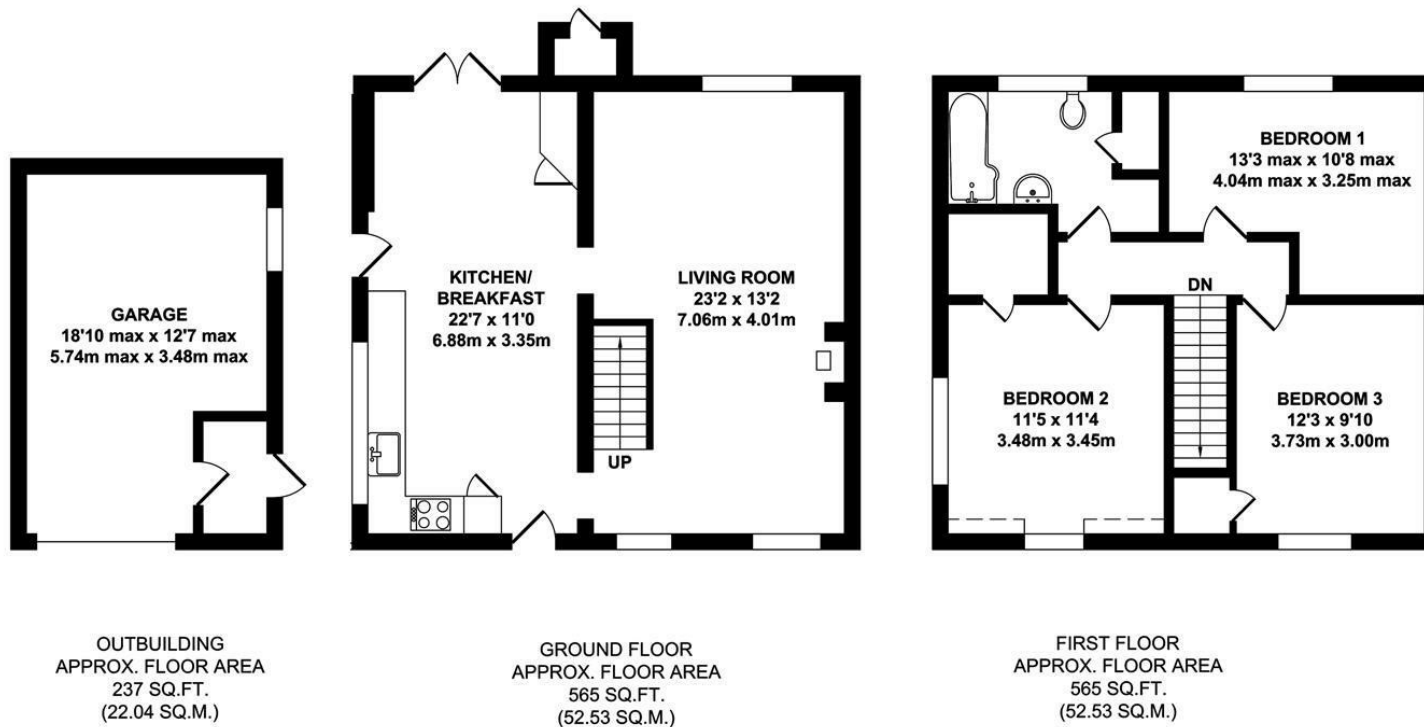 GARAGE
18'10 max x 12'7 max
5.74m max x 3.48m max
OUTBUILDING
APPROX. FLOOR AREA
237 SQ.FT.
(22.04 SQ.M.)
KITCHEN/
BREAKFAST
22'7 x 11'0
6.88m x 3.35m
LIVING ROOM
23'2 x 13'2
7.06m x 4.01m
UP
GROUND FLOOR
APPROX. FLOOR AREA
565 SQ.FT.
(52.53 SQ.M.)
BEDROOM 1
13'3 max x 10'8 max
4.04m max x 3.25m max
DN
BEDROOM 2
11'5 x 11'4
3.48m x 3.45m
BEDROOM 3
12'3 x 9'10
3.73m x 3.00m
FIRST FLOOR
APPROX. FLOOR AREA
565 SQ.FT.
(52.53 SQ.M.)